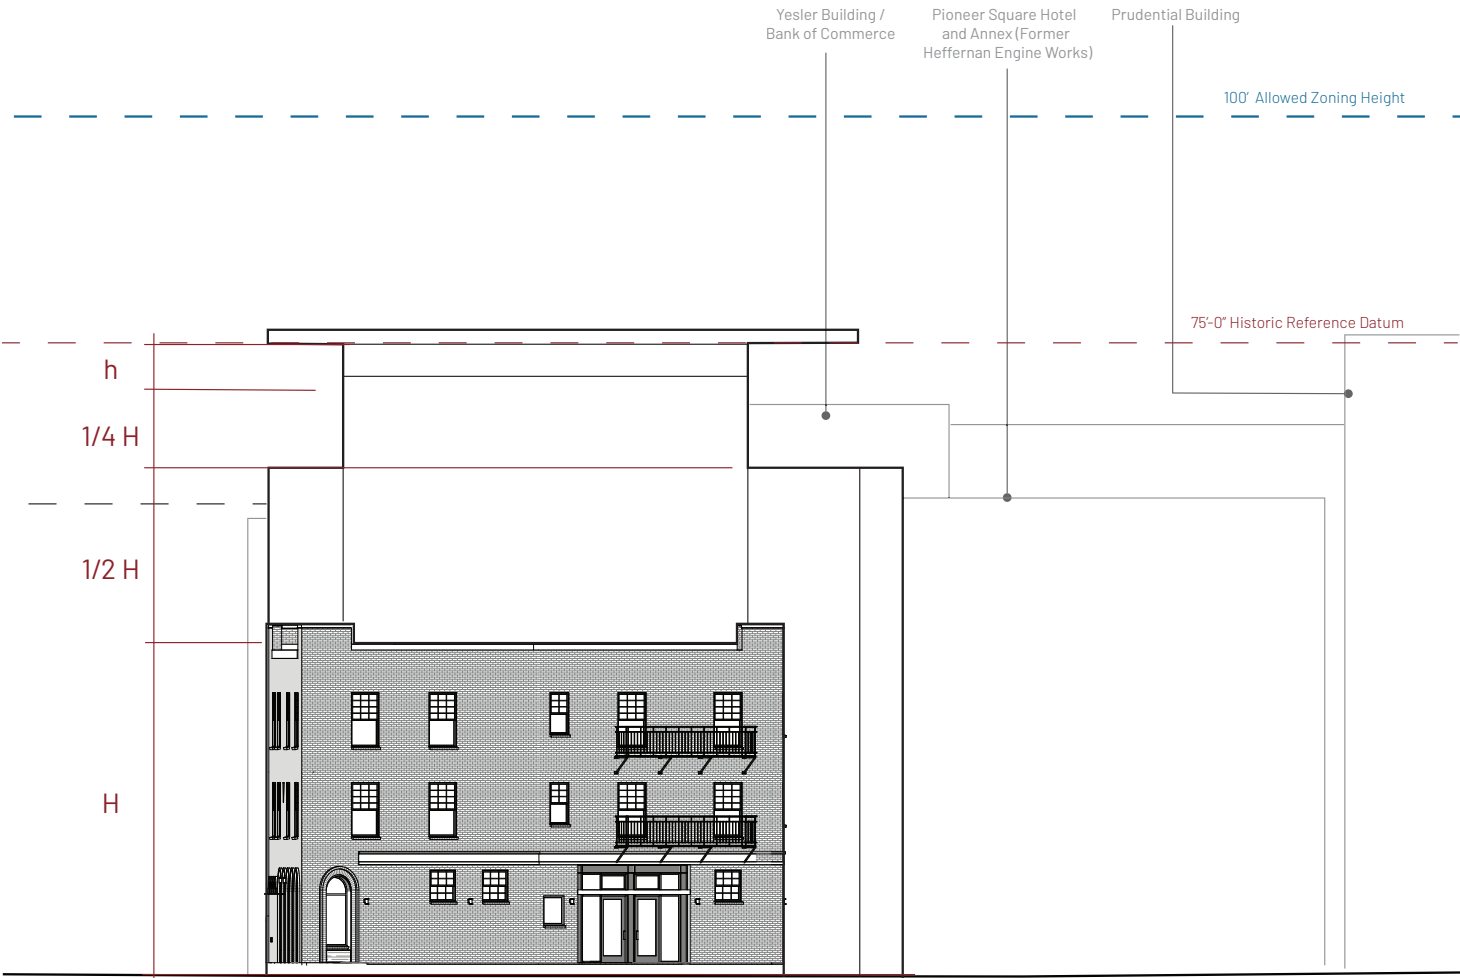 Yesler Building /
Bank of Commerce
Pioneer Square Hotel
and Annex (Former
Heffernan Engine Works)
Prudential Building
100' Allowed Zoning Height
75'-0" Historic Reference Datum
h
1/4 H
1/2 H
H